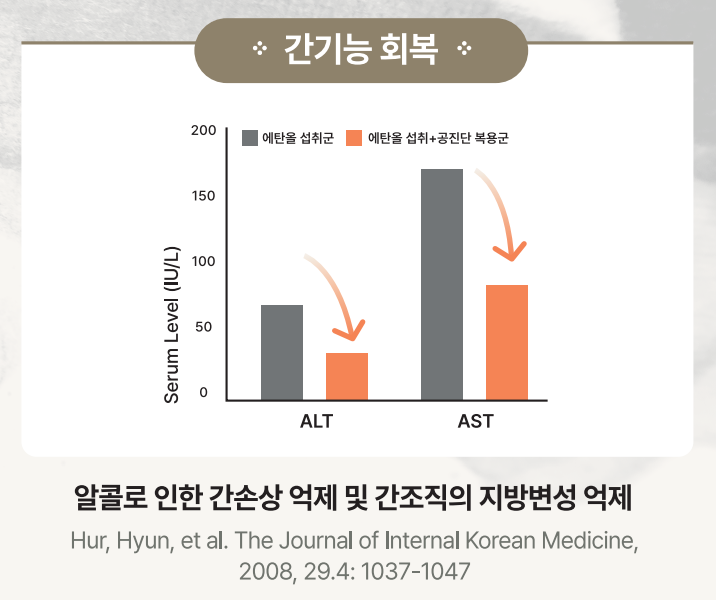 간기능 회복
200
에탄올 섭취군
에탄올 섭취+공진단 복용군
150
100
50
0
Serum Level (IU/L)
ALT
AST
알콜로 인한 간손상 억제 및 간조직의 지방변성 억제
Hur, Hyun, et al. The Journal of Internal Korean Medicine,
2008, 29.4: 1037-1047